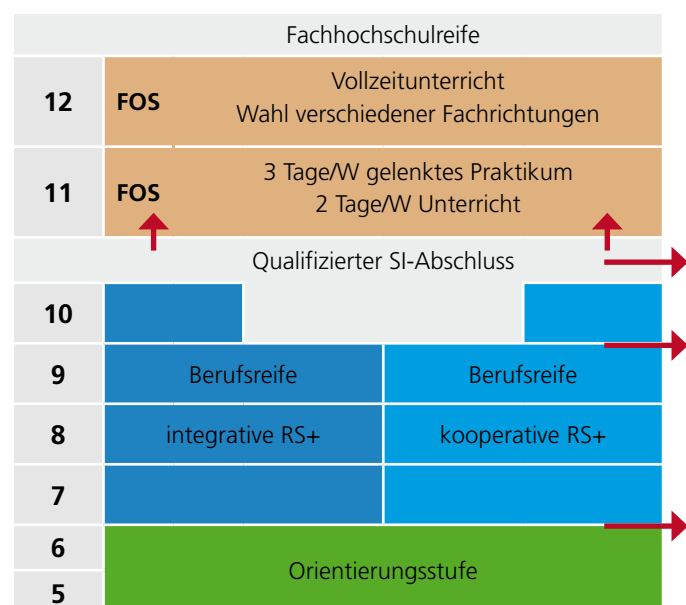 Fachhochschulreife
12 FOS Vollzeitunterricht
Wahl verschiedener Fachrichtungen
11 FOS 3 Tage/W gelenktes Praktikum
2 Tage/W Unterricht
Qualifizierter SI-Abschluss
10
9 Berufsreife Berufsreife
8 integrative RS+ kooperative RS+
7
6
Orientierungsstufe
5